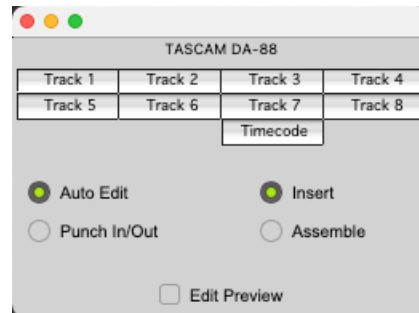 TASCAM DA-88
Track 1 Track 2 Track 3 Track 4
Track 5 Track 6 Track 7 Track 8
Timecode
Auto Edit Insert
Punch In/Out Assemble
Edit Preview